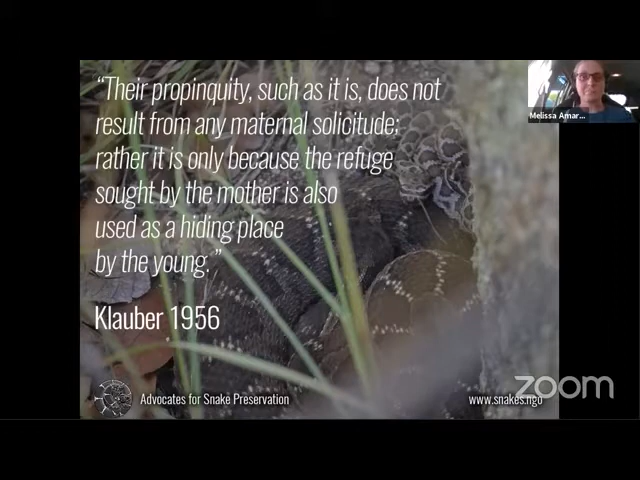 “Their propinquity, such as it is, does not
result from any maternal solicitude;
rather it is only because the refuge
sought by the mother is also
used as a hiding place
by the young.”
Klauber 1956
Advocates for Snake Preservation
www.snakes.ngo
zoom
Melissa Amar...